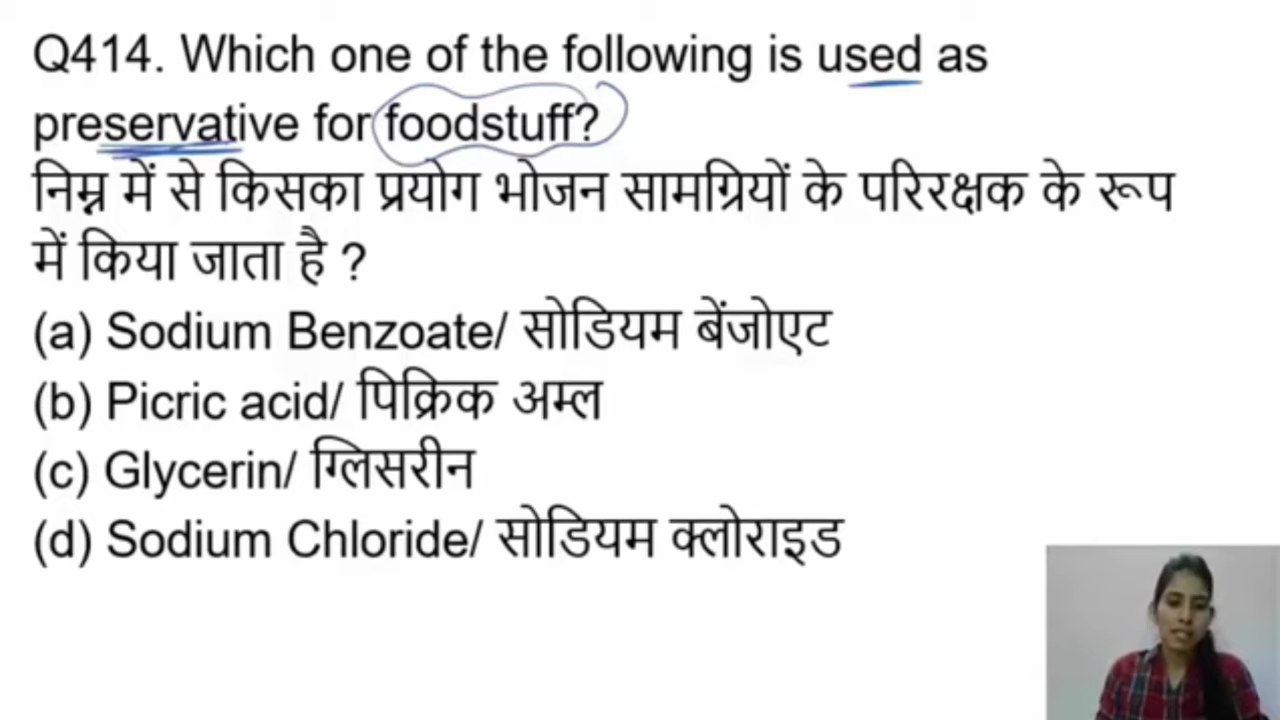 Q414. Which one of the following is used as
preservative for foodstuff?
निम्न में से किसका प्रयोग भोजन सामग्रियों के परिरक्षक के रूप
में किया जाता है ?
(a) Sodium Benzoate/ सोडियम बेंजोएट
(b) Picric acid/ पिक्रिक अम्ल
(c) Glycerin/ ग्लिसरीन
(d) Sodium Chloride/ सोडियम क्लोराइड